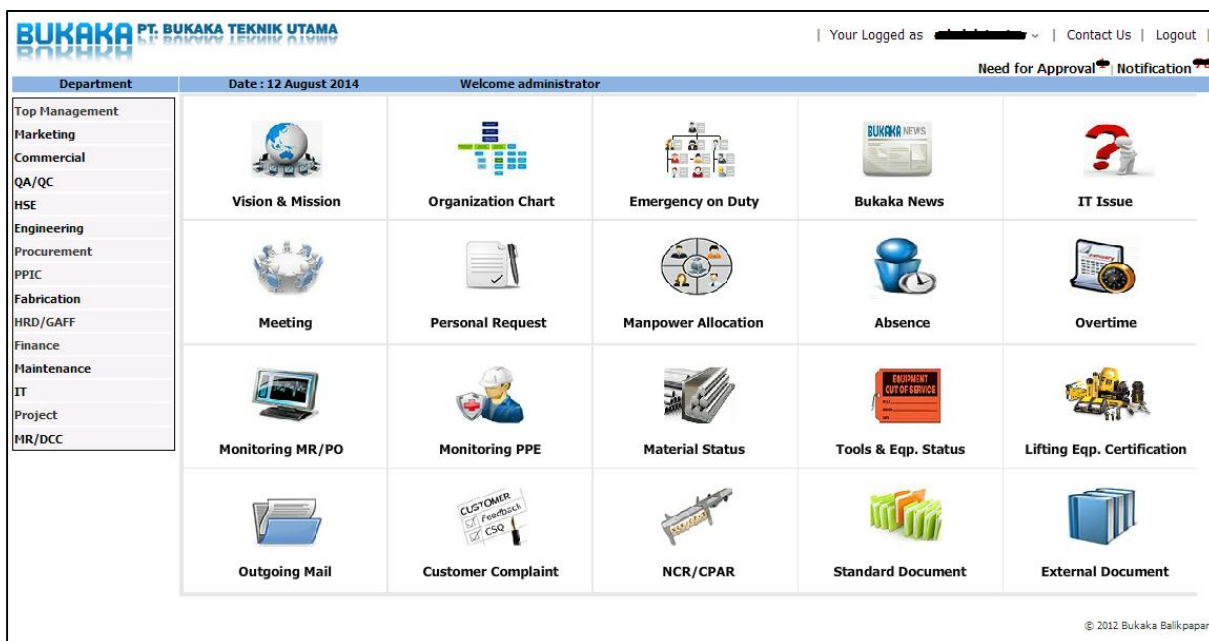 BUKAKA PT. BUKAKA TEKNIK UTAMA
| Your Logged as | Contact Us | Logout |
Need for Approval | Notification
Department Date : 12 August 2014 Welcome administrator
Top Management
Marketing
Commercial
QA/QC
HSE
Engineering
Procurement
PPIC
Fabrication
HRD/GAFF
Finance
Maintenance
IT
Project
MR/DCC
BUKAKA NEWS
Vision & Mission Organization Chart Emergency on Duty Bukaka News IT Issue
Meeting Personal Request Manpower Allocation Absence Overtime
EQUIPMENT
OUT OF SERVICE
Monitoring MR/PO Monitoring PPE Material Status Tools & Eqp. Status Lifting Eqp. Certification
CUSTOMER
Feedback
CSQ
Outgoing Mail Customer Complaint NCR/CPAR Standard Document External Document
© 2012 Bukaka Balikpapan